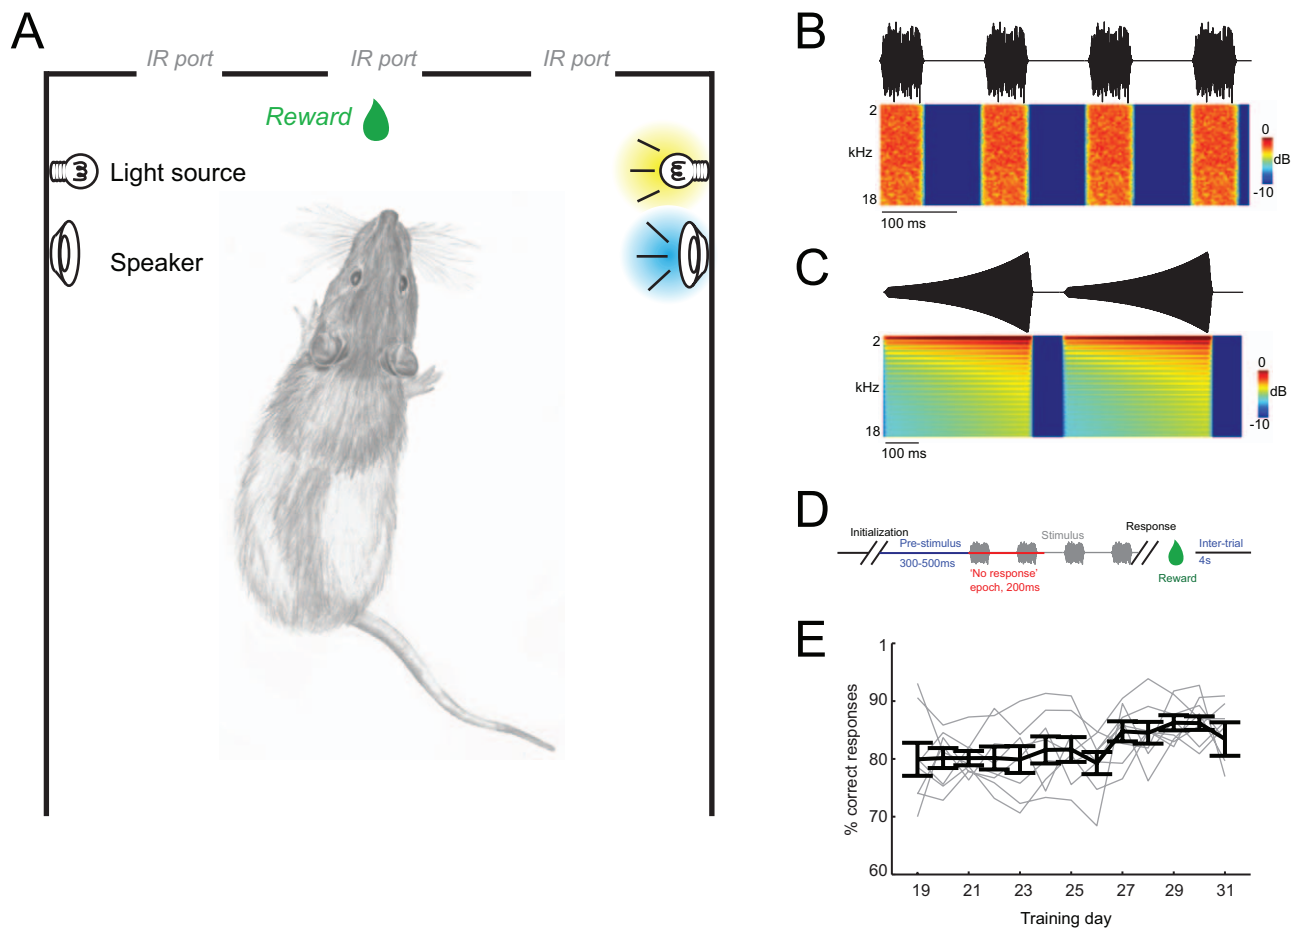 A
IR port IR port IR port
Reward
Light source
Speaker
B
2
kHz
18
100 ms
0
dB
-10
C
2
kHz
18
100 ms
0
dB
-10
D
Initialization
Pre-stimulus
300-500ms
'No response'
epoch, 200ms
Stimulus
Response
Reward
Inter-trial
4s
E
% correct responses
1
90
80
70
60
19 21 23 25 27 29 31
Training day